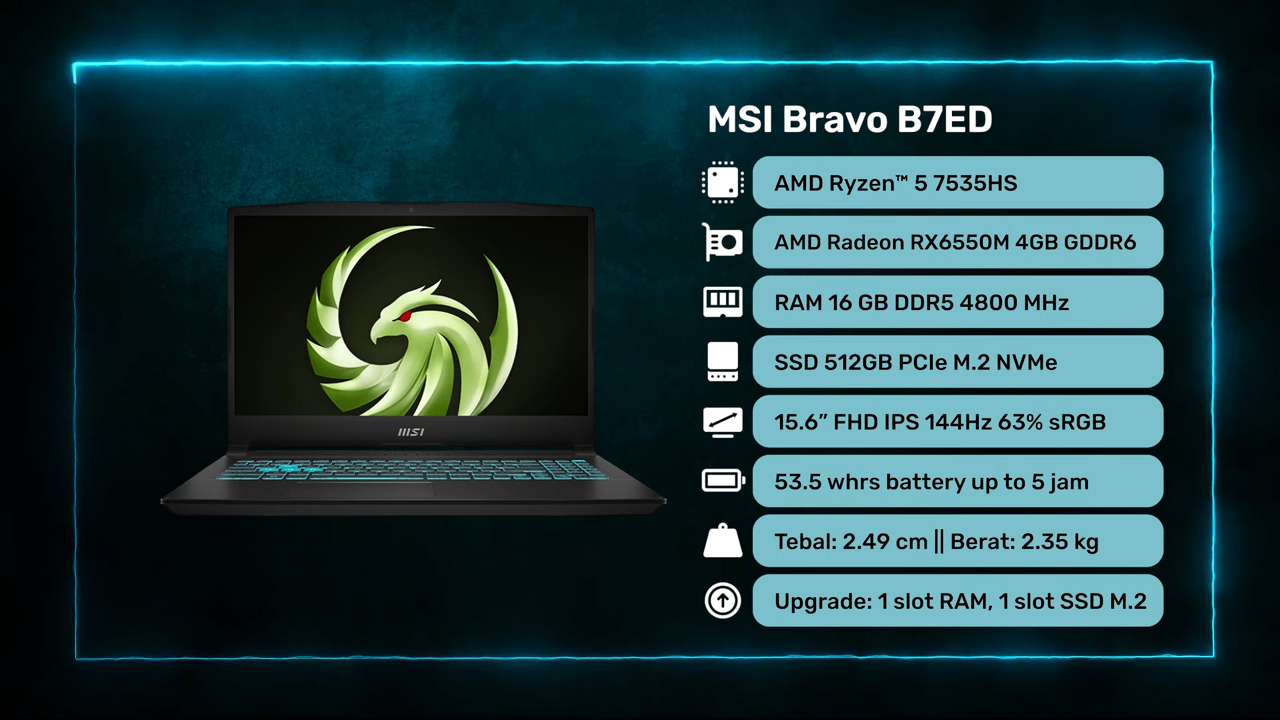 MSI Bravo B7ED
AMD Ryzen™ 5 7535HS
AMD Radeon RX6550M 4GB GDDR6
RAM 16 GB DDR5 4800 MHz
SSD 512GB PCIe M.2 NVMe
15.6” FHD IPS 144Hz 63% sRGB
53.5 whrs battery up to 5 jam
Tebal: 2.49 cm || Berat: 2.35 kg
Upgrade: 1 slot RAM, 1 slot SSD M.2
msi